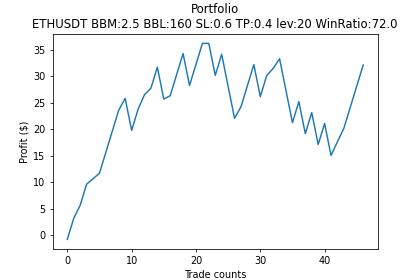 Portfolio
ETHUSDT BBM:2.5 BBL:160 SL:0.6 TP:0.4 lev:20 WinRatio:72.0
35
30
25
20
15
10
5
0
Profit ($)
0 10 20 30 40
Trade counts